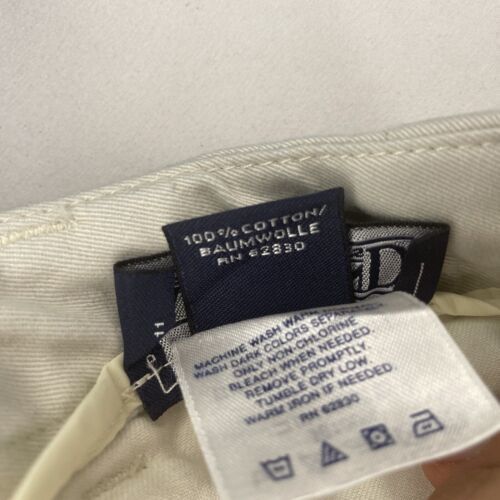 100% COTTON/
BAUMWOLLE
RN 62830
MACHINE WASH WARM
WASH DARK COLORS SEPARATELY
ONLY NON-CHLORINE
BLEACH WHEN NEEDED.
REMOVE PROMPTLY.
TUMBLE DRY LOW.
WARM IRON IF NEEDED.
RN 62830